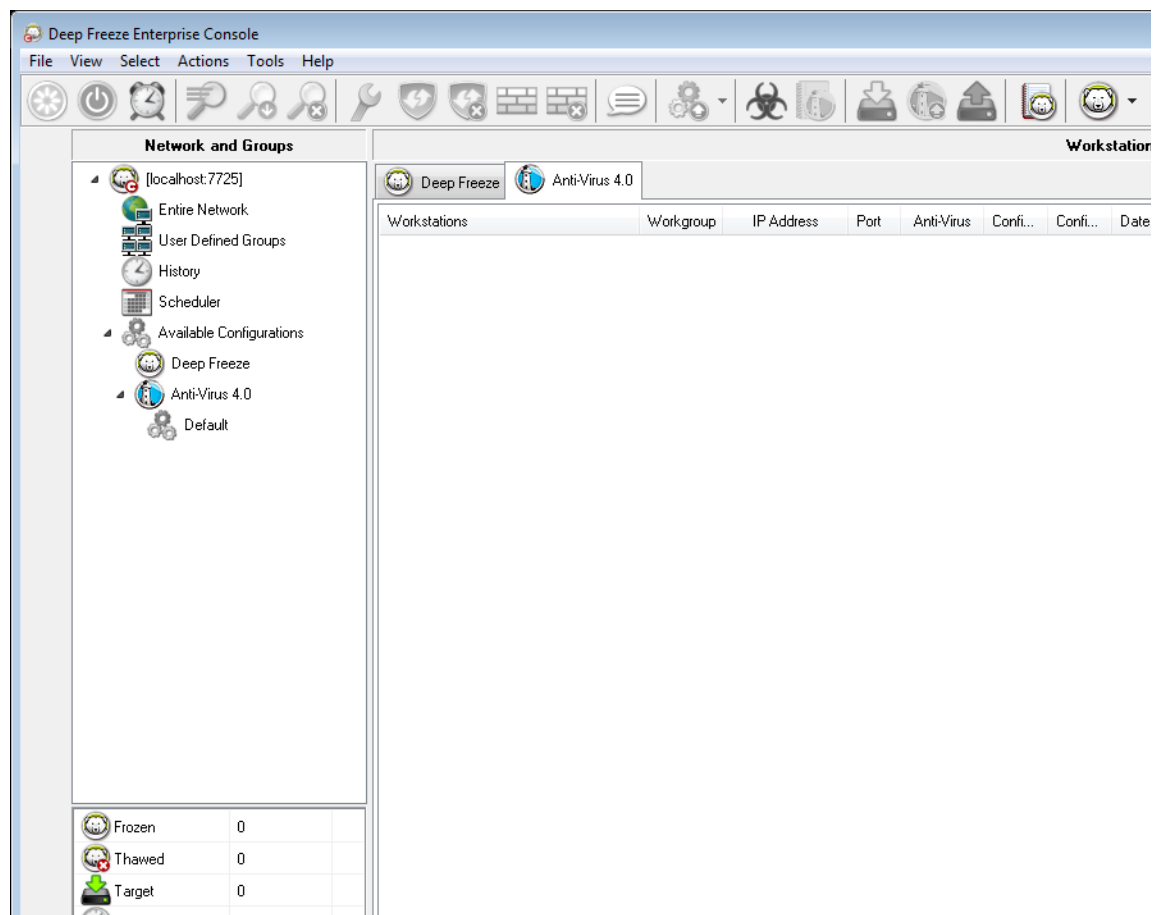 Deep Freeze Enterprise Console
File View Select Actions Tools Help
Network and Groups
Workstation
[localhost:7725]
Entire Network
User Defined Groups
History
Scheduler
Available Configurations
Deep Freeze
Anti-Virus 4.0
Default
Deep Freeze Anti-Virus 4.0
Workstations Workgroup IP Address Port Anti-Virus Confi... Confi... Date
Frozen 0
Thawed 0
Target 0